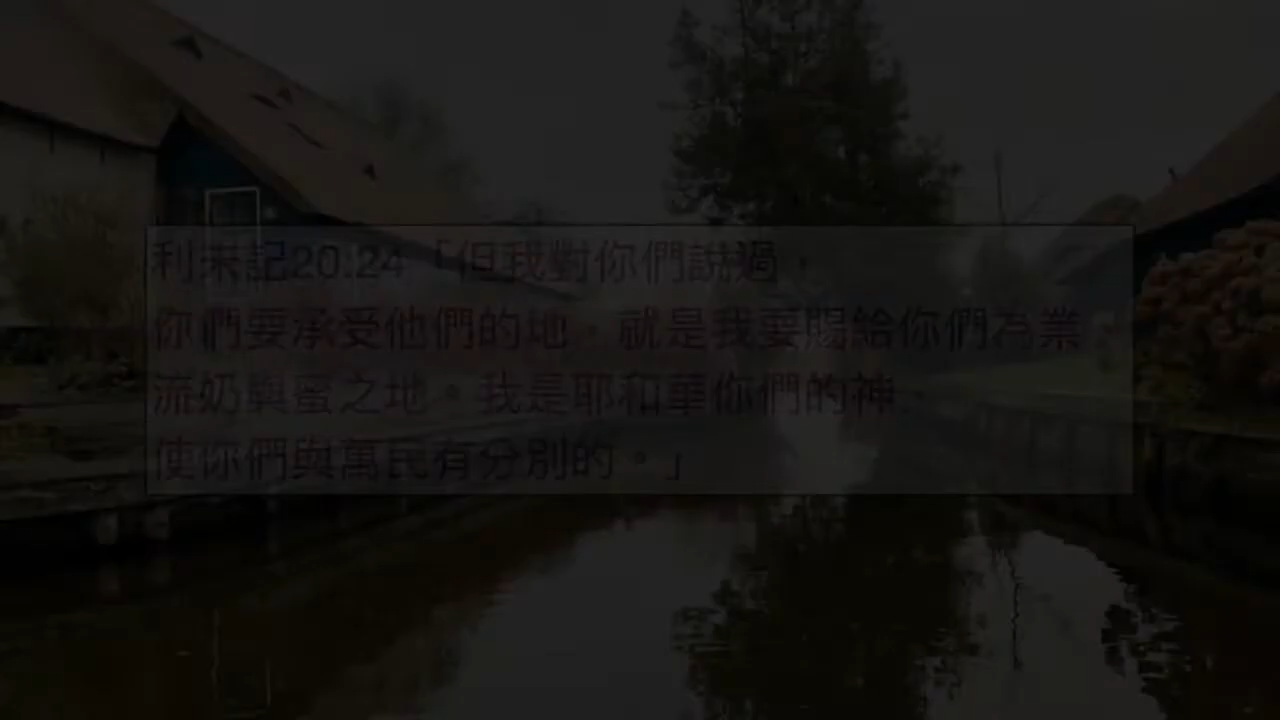 利未記20:24「但我對你們說過，
你們要承受他們的地，就是我要賜給你們為業
流奶與蜜之地。我是耶和華你們的神，
使你們與萬民有分別的。」